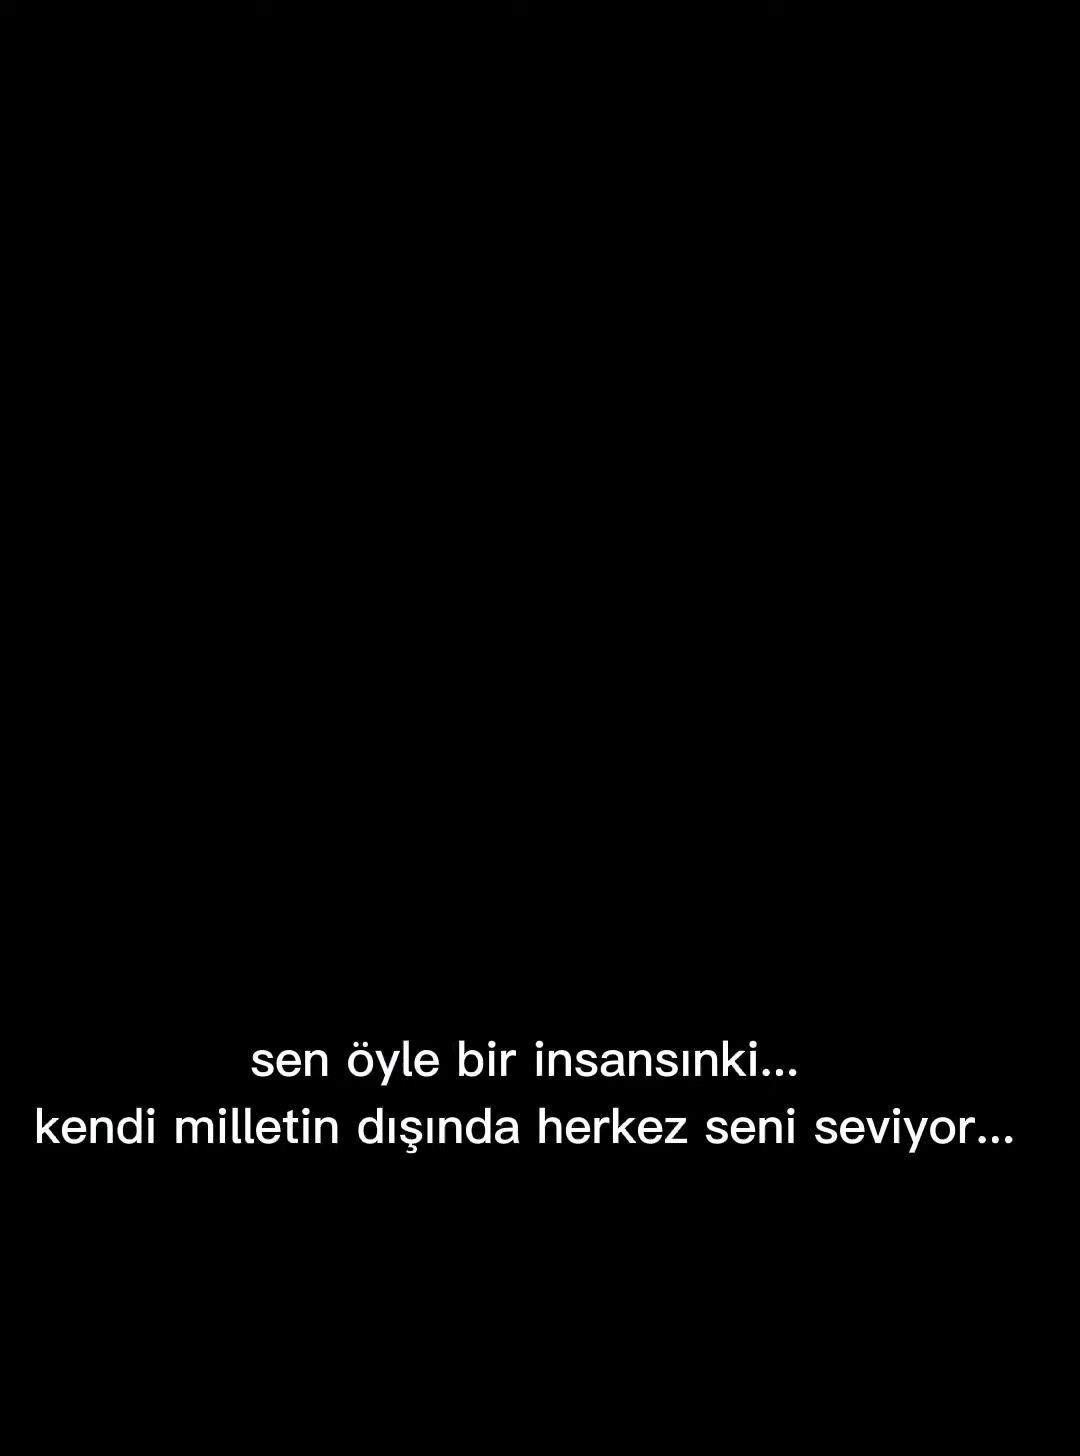 sen öyle bir insansınki...
kendi milletin dışında herkez seni seviyor...